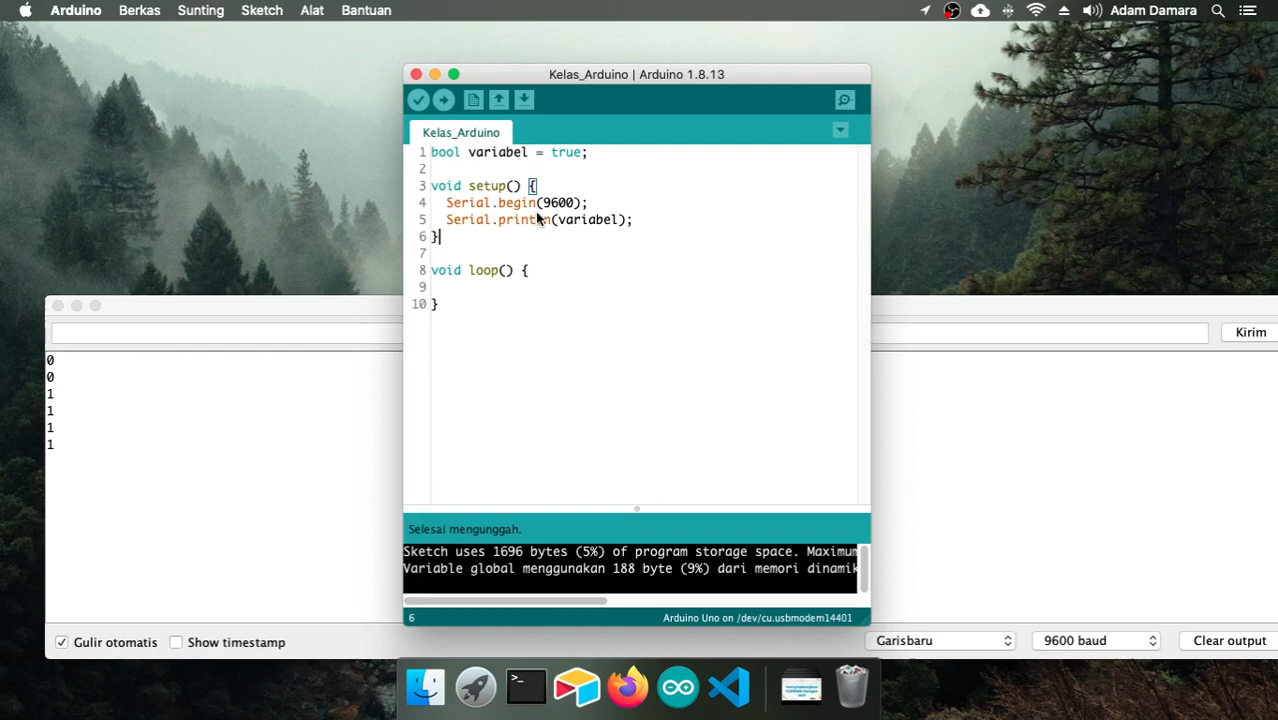 Arduino Berkas Sunting Sketch Alat Bantuan Adam Damara
Kelas_Arduino | Arduino 1.8.13
Kelas_Arduino
1 bool variabel = true;
2
3 void setup() {
4 Serial.begin(9600);
5 Serial.println(variabel);
6 }
7
8 void loop() {
9
10 }
Kirim
0
0
1
1
1
1
Selesai mengunggah.
Sketch uses 1696 bytes (5%) of program storage space. Maximum
Variable global menggunakan 188 byte (9%) dari memori dinamik
6 Arduino Uno on /dev/cu.usbmodem14401
Gulir otomatis Show timestamp Garisbaru 9600 baud Clear output